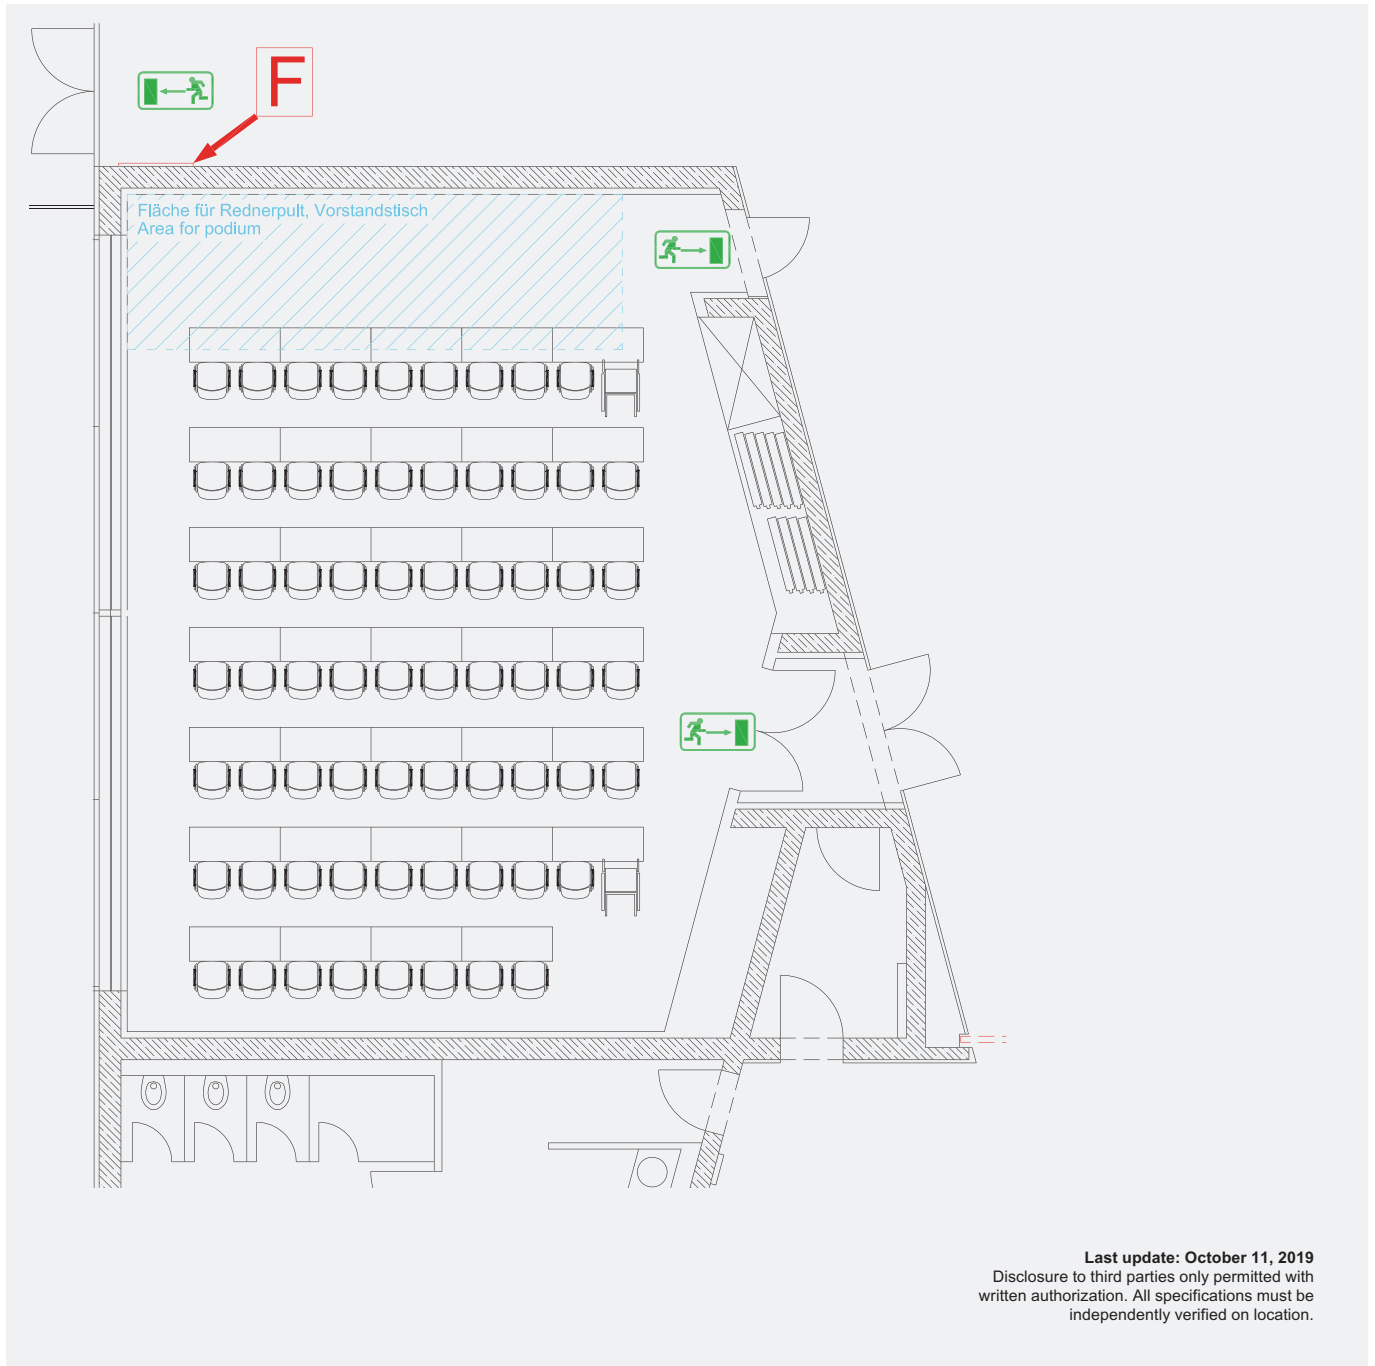 F
Fläche für Rednerpult, Vorstandstisch
Area for podium
Last update: October 11, 2019
Disclosure to third parties only permitted with
written authorization. All specifications must be
independently verified on location.